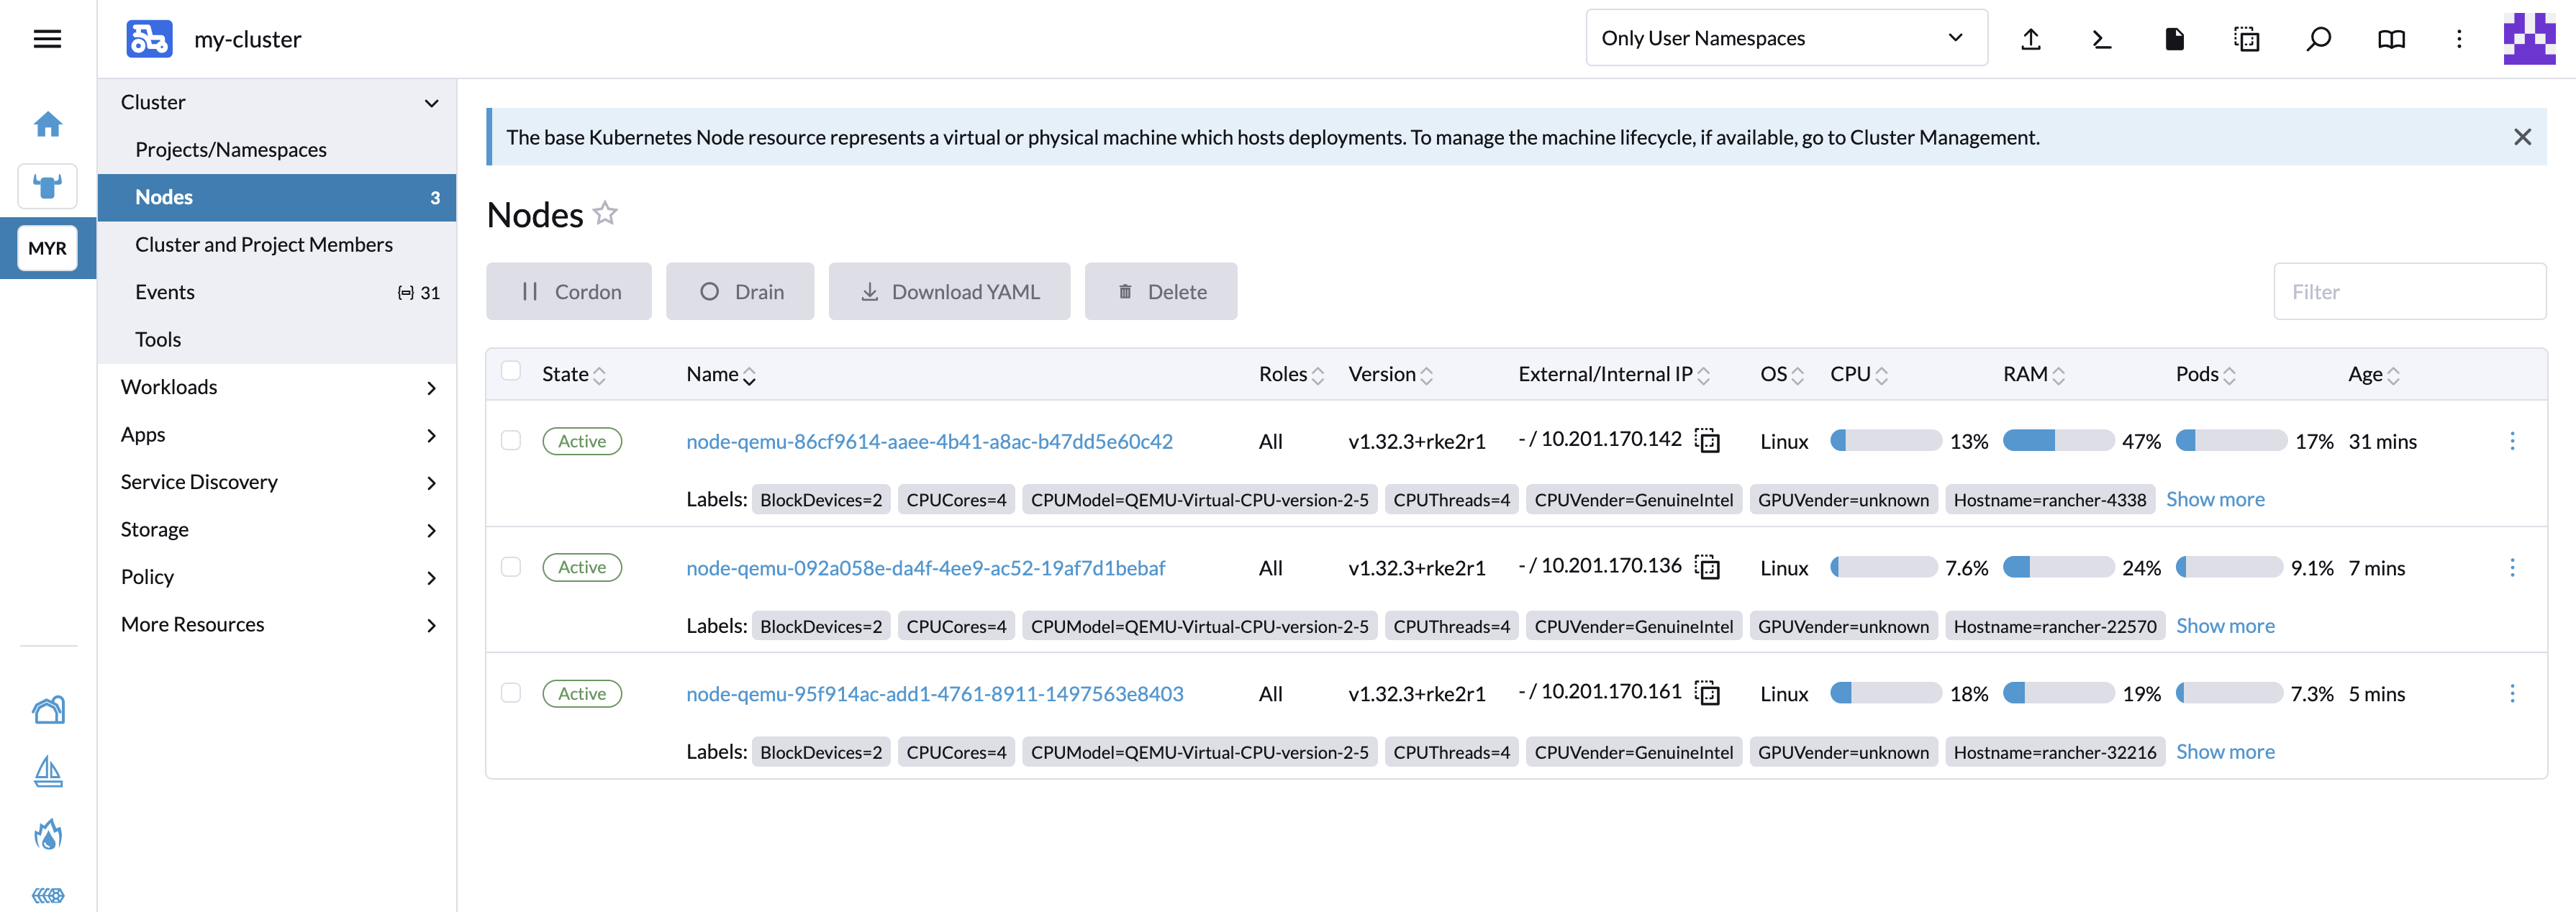 my-cluster
Only User Namespaces
MYR
Cluster
Projects/Namespaces
Nodes 3
Cluster and Project Members
Events 31
Tools
Workloads
Apps
Service Discovery
Storage
Policy
More Resources
The base Kubernetes Node resource represents a virtual or physical machine which hosts deployments. To manage the machine lifecycle, if available, go to Cluster Management.
Nodes
Cordon Drain Download YAML Delete Filter
State Name Roles Version External/Internal IP OS CPU RAM Pods Age
Active node-qemu-86cf9614-aaee-4b41-a8ac-b47dd5e60c42 All v1.32.3+rke2r1 - / 10.201.170.142 Linux 13% 47% 17% 31 mins
Labels: BlockDevices=2 CPUCores=4 CPUModel=QEMU-Virtual-CPU-version-2-5 CPUThreads=4 CPUVender=GenuineIntel GPUVender=unknown Hostname=rancher-4338 Show more
Active node-qemu-092a058e-da4f-4ee9-ac52-19af7d1bebaf All v1.32.3+rke2r1 - / 10.201.170.136 Linux 7.6% 24% 9.1% 7 mins
Labels: BlockDevices=2 CPUCores=4 CPUModel=QEMU-Virtual-CPU-version-2-5 CPUThreads=4 CPUVender=GenuineIntel GPUVender=unknown Hostname=rancher-22570 Show more
Active node-qemu-95f914ac-add1-4761-8911-1497563e8403 All v1.32.3+rke2r1 - / 10.201.170.161 Linux 18% 19% 7.3% 5 mins
Labels: BlockDevices=2 CPUCores=4 CPUModel=QEMU-Virtual-CPU-version-2-5 CPUThreads=4 CPUVender=GenuineIntel GPUVender=unknown Hostname=rancher-32216 Show more